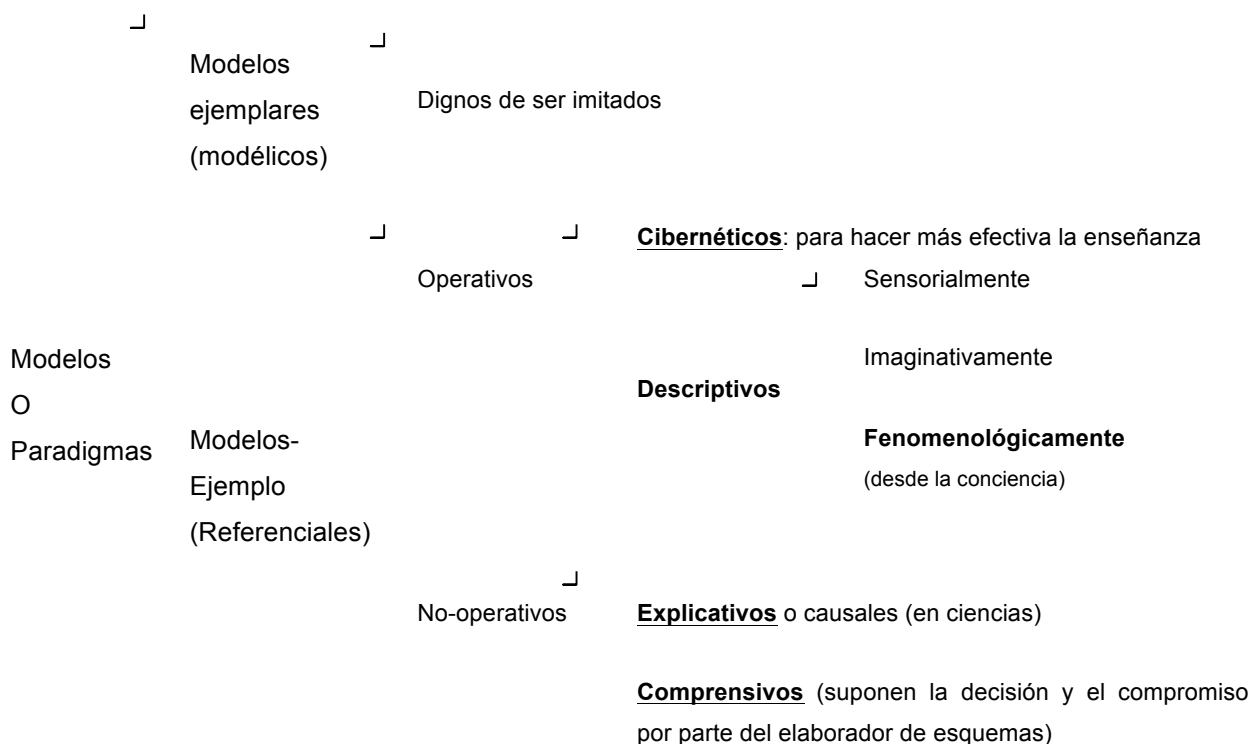 Modelos
ejemplares
(modélicos)
Dignos de ser imitados
Cibernéticos: para hacer más efectiva la enseñanza
Operativos
Sensorialmente
Imaginativamente
Descriptivos
Modelos
O
Paradigmas
Fenomenológicamente
(desde la conciencia)
Modelos-
Ejemplo
(Referenciales)
No-operativos
Explicativos o causales (en ciencias)
Comprensivos (suponen la decisión y el compromiso
por parte del elaborador de esquemas)